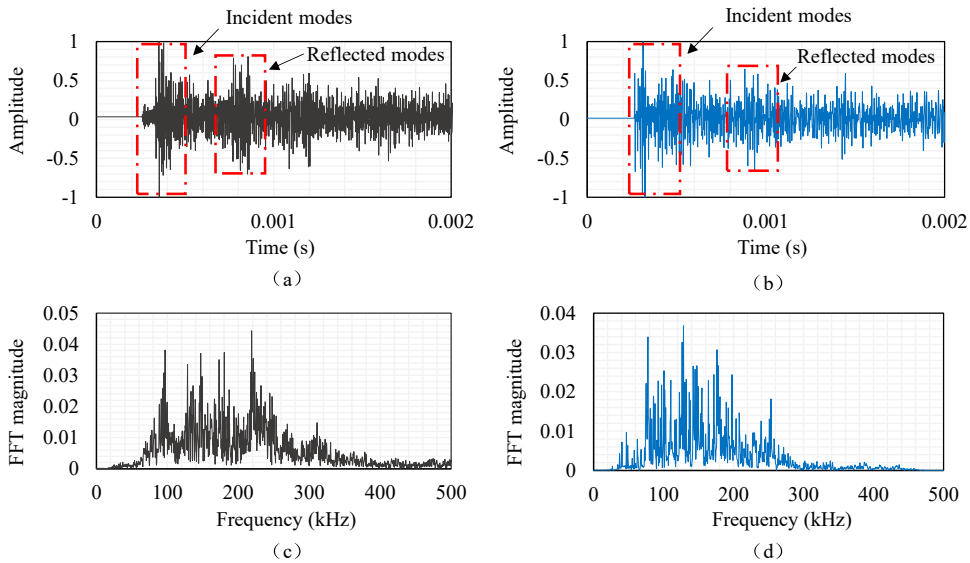 Incident modes
Reflected modes
1
0.5
0
-0.5
-1
Amplitude
0
0.001
0.002
Time (s)
（a）
Incident modes
Reflected modes
1
0.5
0
-0.5
-1
Amplitude
0
0.001
0.002
Time (s)
（b）
0.05
0.04
0.03
0.02
0.01
0
FFT magnitude
0
100
200
300
400
500
Frequency (kHz)
（c）
0.04
0.03
0.02
0.01
0
FFT magnitude
0
100
200
300
400
500
Frequency (kHz)
（d）